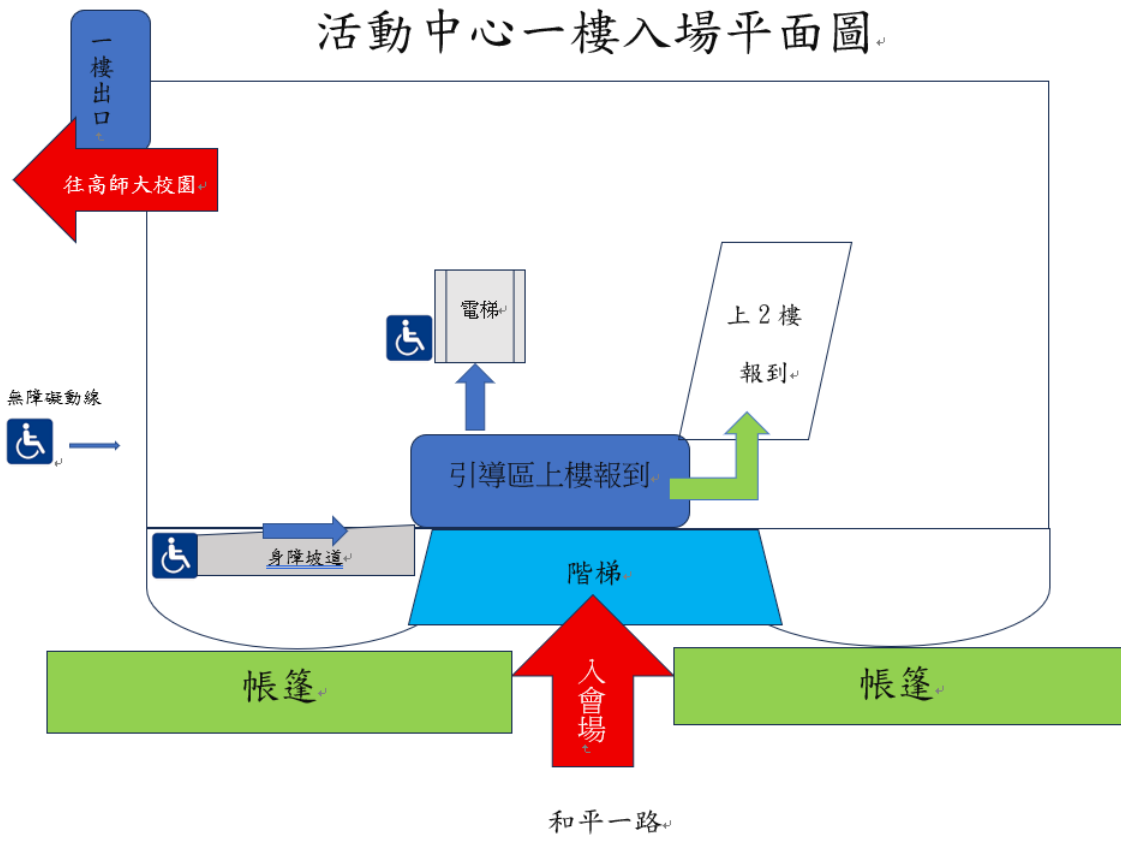 活動中心一樓入場平面圖
一樓出口
往高師大校園
電梯
上2樓
報到
無障礙動線
引導區上樓報到
身障坡道
階梯
帳篷
入會場
帳篷
和平一路